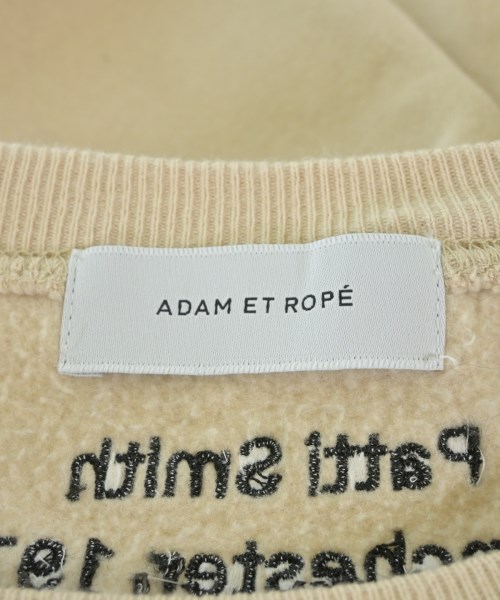 ADAM ET ROPÉ
Patti Smith